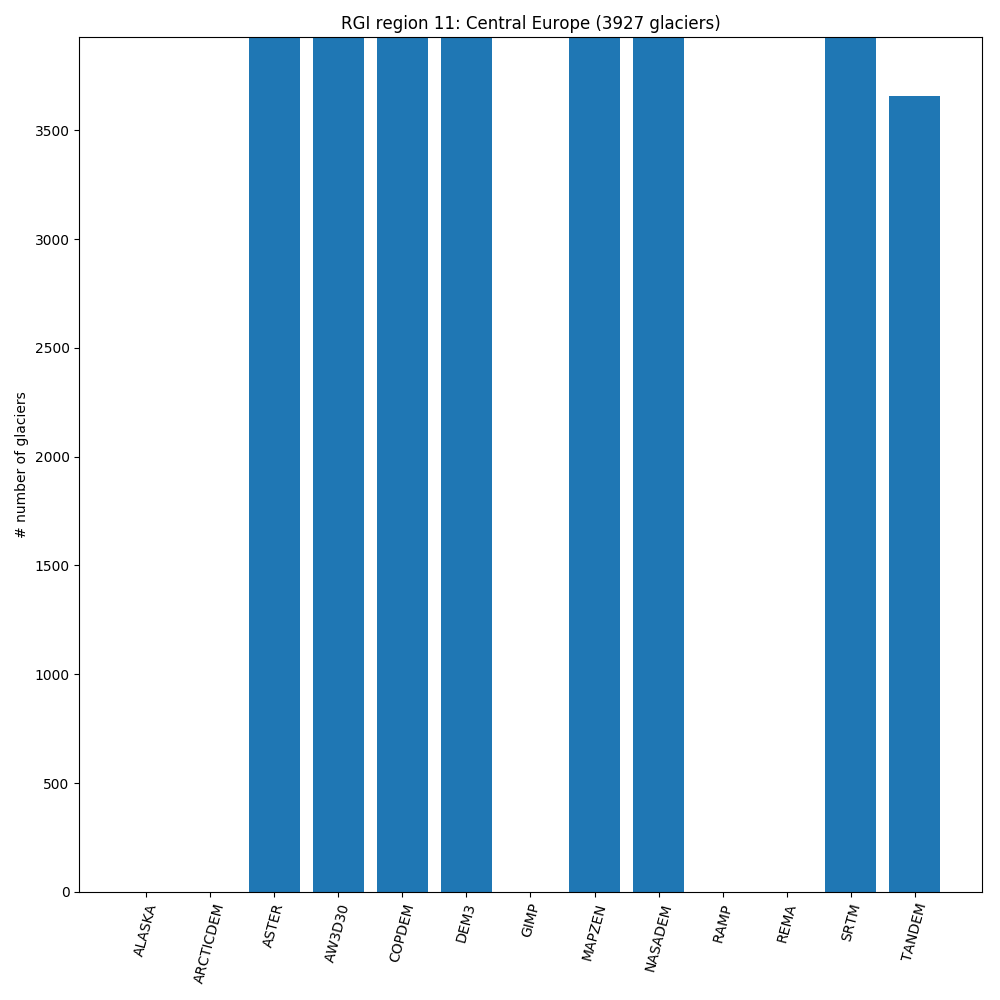 RGI region 11: Central Europe (3927 glaciers)
# number of glaciers
3500
3000
2500
2000
1500
1000
500
0
ALASKA
ARCTICDEM
ASTER
AW3D30
COPDEM
DEM3
GIMP
MAPZEN
NASADEM
RAMP
REMA
SRTM
TANDEM